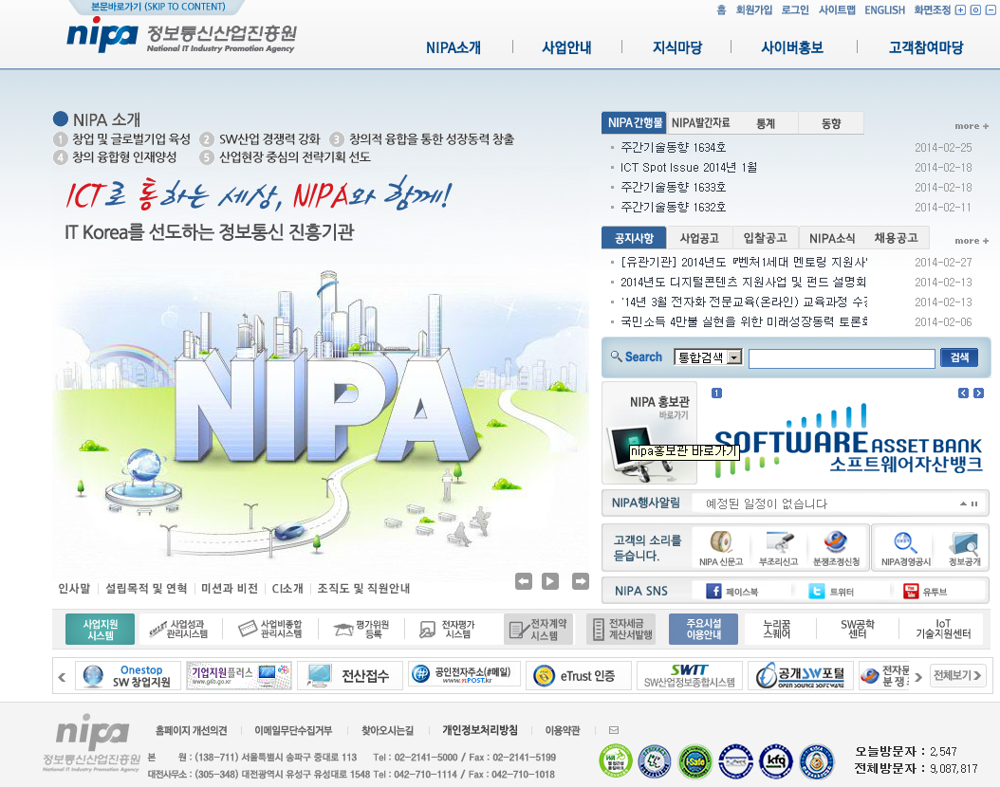 본문바로가기 (SKIP TO CONTENT)
홈 회원가입 로그인 사이트맵 ENGLISH 화면조정
nipa 정보통신산업진흥원
National IT Industry Promotion Agency
NIPA소개 사업안내 지식마당 사이버홍보 고객참여마당
NIPA 소개
1 창업 및 글로벌기업 육성 2 SW산업 경쟁력 강화 3 창의적 융합을 통한 성장동력 창출
4 창의 융합형 인재양성 5 산업현장 중심의 전략기획 선도
ICT로 통하는 세상, NIPA와 함께!
IT Korea를 선도하는 정보통신 진흥기관
NIPA
인사말 설립목적 및 연혁 미션과 비전 CI소개 조직도 및 직원안내
NIPA간행물 NIPA발간자료 통계 동향 more +
주간기술동향 1634호 2014-02-25
ICT Spot Issue 2014년 1월 2014-02-18
주간기술동향 1633호 2014-02-18
주간기술동향 1632호 2014-02-11
공지사항 사업공고 입찰공고 NIPA소식 채용공고 more +
[유관기관] 2014년도 『벤처1세대 멘토링 지원사 2014-02-27
2014년도 디지털콘텐츠 지원사업 및 펀드 설명회 2014-02-13
'14년 3월 전자화 전문교육(온라인) 교육과정 수 2014-02-13
국민소득 4만불 실현을 위한 미래성장동력 토론회 2014-02-06
Search 통합검색 검색
NIPA 홍보관
바로가기
nipa홍보관 바로가기
1
SOFTWARE ASSET BANK
소프트웨어자산뱅크
NIPA행사알림 예정된 일정이 없습니다
고객의 소리를
듣습니다.
NIPA 신문고 부조리신고 분쟁조정신청 NIPA경영공시 정보공개
NIPA SNS 페이스북 트위터 유투브
사업지원
시스템
사업성과
관리시스템
사업비종합
관리시스템
평가위원
등록
전자평가
시스템
전자계약
시스템
전자세금
계산서발행
주요시설
이용안내
누리꿈
스퀘어
SW공학
센터
IoT
기술지원센터
Onestop
SW 창업지원
기업지원플러스
www.g4b.go.kr
전산접수
공인전자주소(#메일)
www.npost.kr
eTrust 인증
SWIT
SW산업정보종합시스템
공개SW포털
OPEN SOURCE SOFTWARE
전자문
분쟁조
전체보기
nipa
정보통신산업진흥원
National IT Industry Promotion Agency
홈페이지 개선의견 이메일무단수집거부 찾아오시는길 개인정보처리방침 이용약관
본 원 : (138-711) 서울특별시 송파구 중대로 113 Tel : 02-2141-5000 / Fax : 02-2141-5199
대전사무소 : (305-348) 대전광역시 유성구 유성대로 1548 Tel : 042-710-1114 / Fax : 042-710-1018
i-Safe
kfq
오늘방문자 : 2,547
전체방문자 : 9,087,817